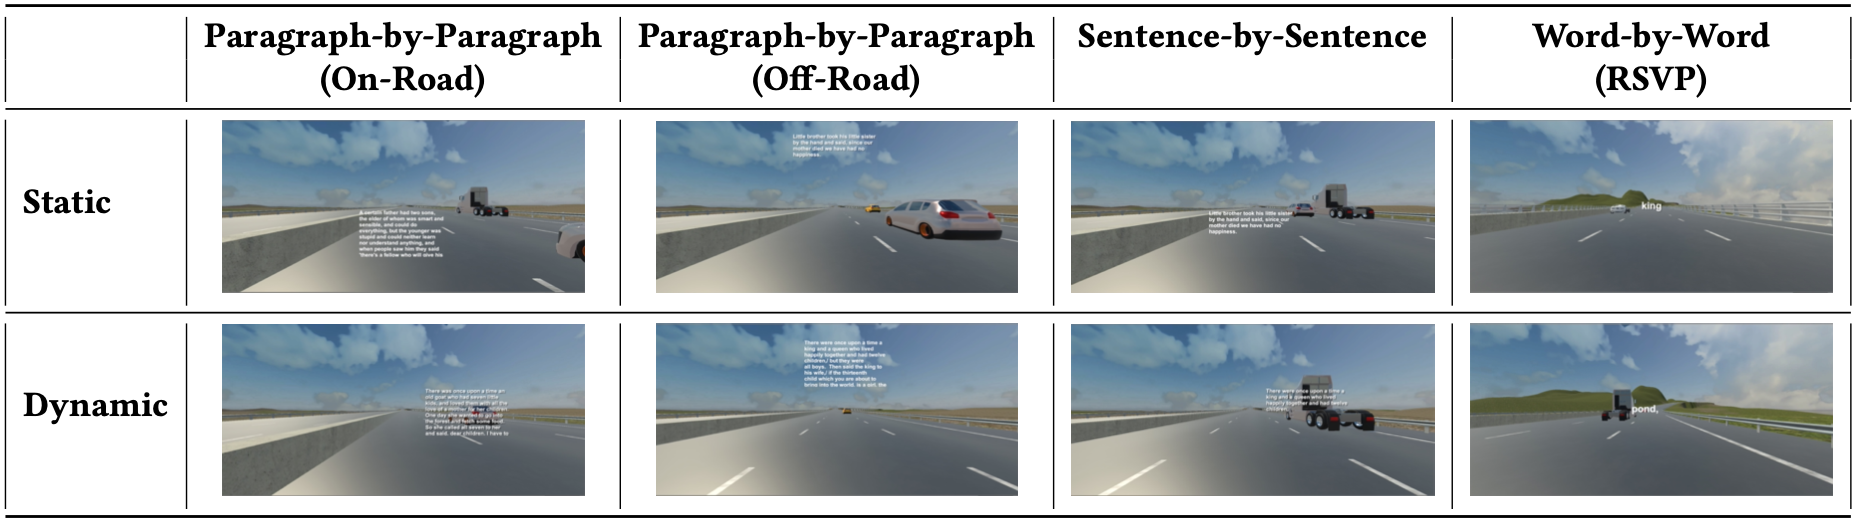 Paragraph-by-Paragraph
(On-Road)
Paragraph-by-Paragraph
(Off-Road)
Sentence-by-Sentence
Word-by-Word
(RSVP)
Static
A certain father had two sons,
the elder of whom was smart and
sensible, and could do
everything, but the younger was
stupid and could neither learn
nor understand anything, and
when people saw him they said
'there's a fellow who will give his
Little brother took his little sister
by the hand and said, since our
mother died we have had no
happiness.
Little brother took his little sister
by the hand and said, since our
mother died we have had no
happiness.
king
Dynamic
There was once upon a time an
old goat who had seven little
kids, and loved them with all the
love of a mother for her children.
One day she wanted to go into
the forest and fetch some food.
So she called all seven to her
and said, dear children, I have to
There were once upon a time a
king and a queen who lived
happily together and had twelve
children, but they were
all boys. Then said the king to
his wife, if the thirteenth
child which you are about to
bring into the world, is a girl, the
There were once upon a time a
king and a queen who lived
happily together and had twelve
children,
pond,